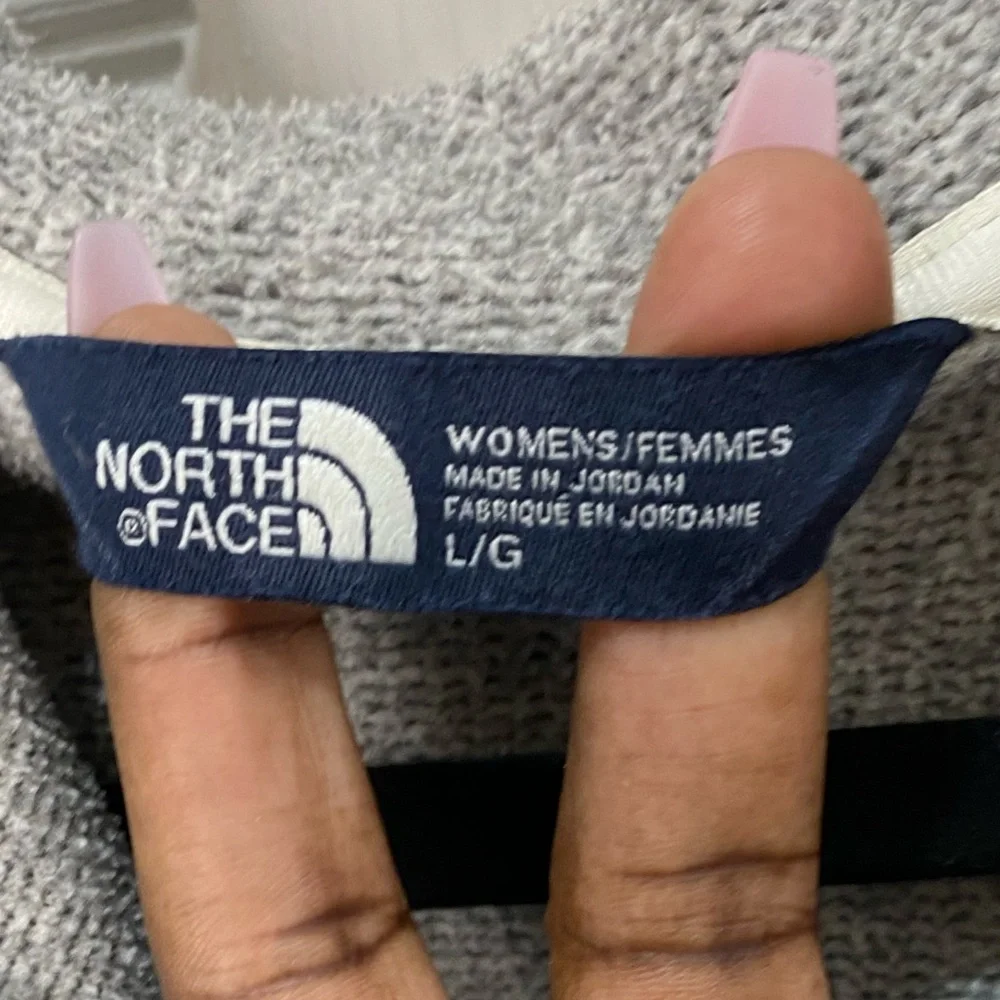 THE
NORTH
®FACE
WOMENS/FEMMES
MADE IN JORDAN
FABRIQUÉ EN JORDANIE
L/G